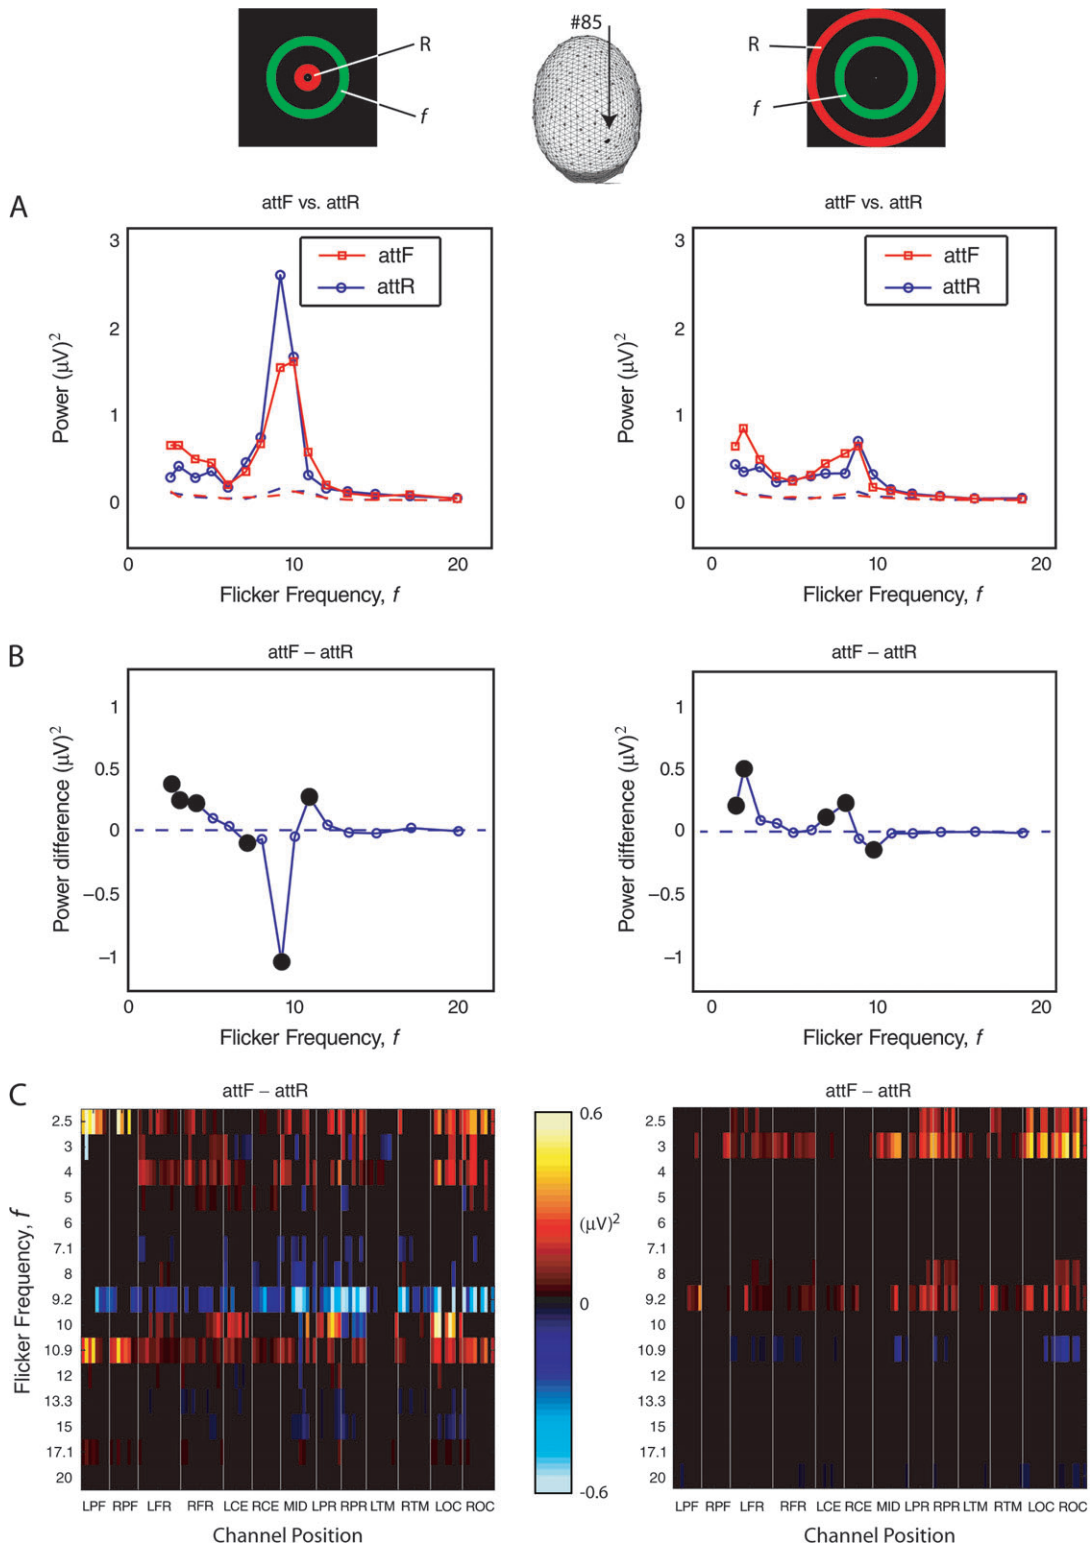 #85
R
f
R
f
A
attF vs. attR
attF vs. attR
3
2
1
0
Power (μV)²
attF
attR
0
10
20
Flicker Frequency, f
3
2
1
0
Power (μV)²
attF
attR
0
10
20
Flicker Frequency, f
B
attF – attR
attF – attR
1
0.5
0
–0.5
–1
Power difference (μV)²
0
10
20
Flicker Frequency, f
1
0.5
0
–0.5
–1
Power difference (μV)²
0
10
20
Flicker Frequency, f
C
attF – attR
attF – attR
2.5
3
4
5
6
7.1
8
9.2
10
10.9
12
13.3
15
17.1
20
Flicker Frequency, f
LPF RPF LFR RFR LCE RCE MID LPR RPR LTM RTM LOC ROC
Channel Position
0.6
(μV)²
0
-0.6
2.5
3
4
5
6
7.1
8
9.2
10
10.9
12
13.3
15
17.1
20
LPF RPF LFR RFR LCE RCE MID LPR RPR LTM RTM LOC ROC
Channel Position